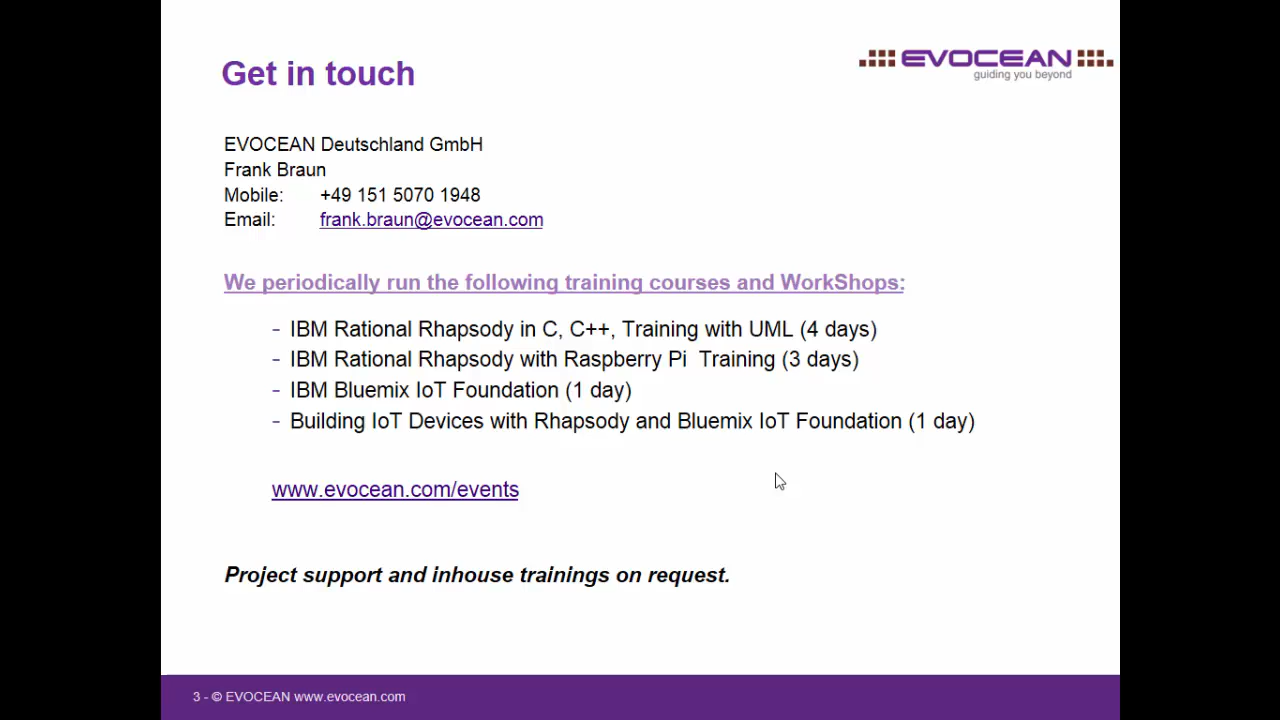 Get in touch
EVOCEAN
guiding you beyond
EVOCEAN Deutschland GmbH
Frank Braun
Mobile: +49 151 5070 1948
Email: frank.braun@evocean.com
We periodically run the following training courses and WorkShops:
- IBM Rational Rhapsody in C, C++, Training with UML (4 days)
- IBM Rational Rhapsody with Raspberry Pi  Training (3 days)
- IBM Bluemix IoT Foundation (1 day)
- Building IoT Devices with Rhapsody and Bluemix IoT Foundation (1 day)
www.evocean.com/events
Project support and inhouse trainings on request.
3 - © EVOCEAN www.evocean.com